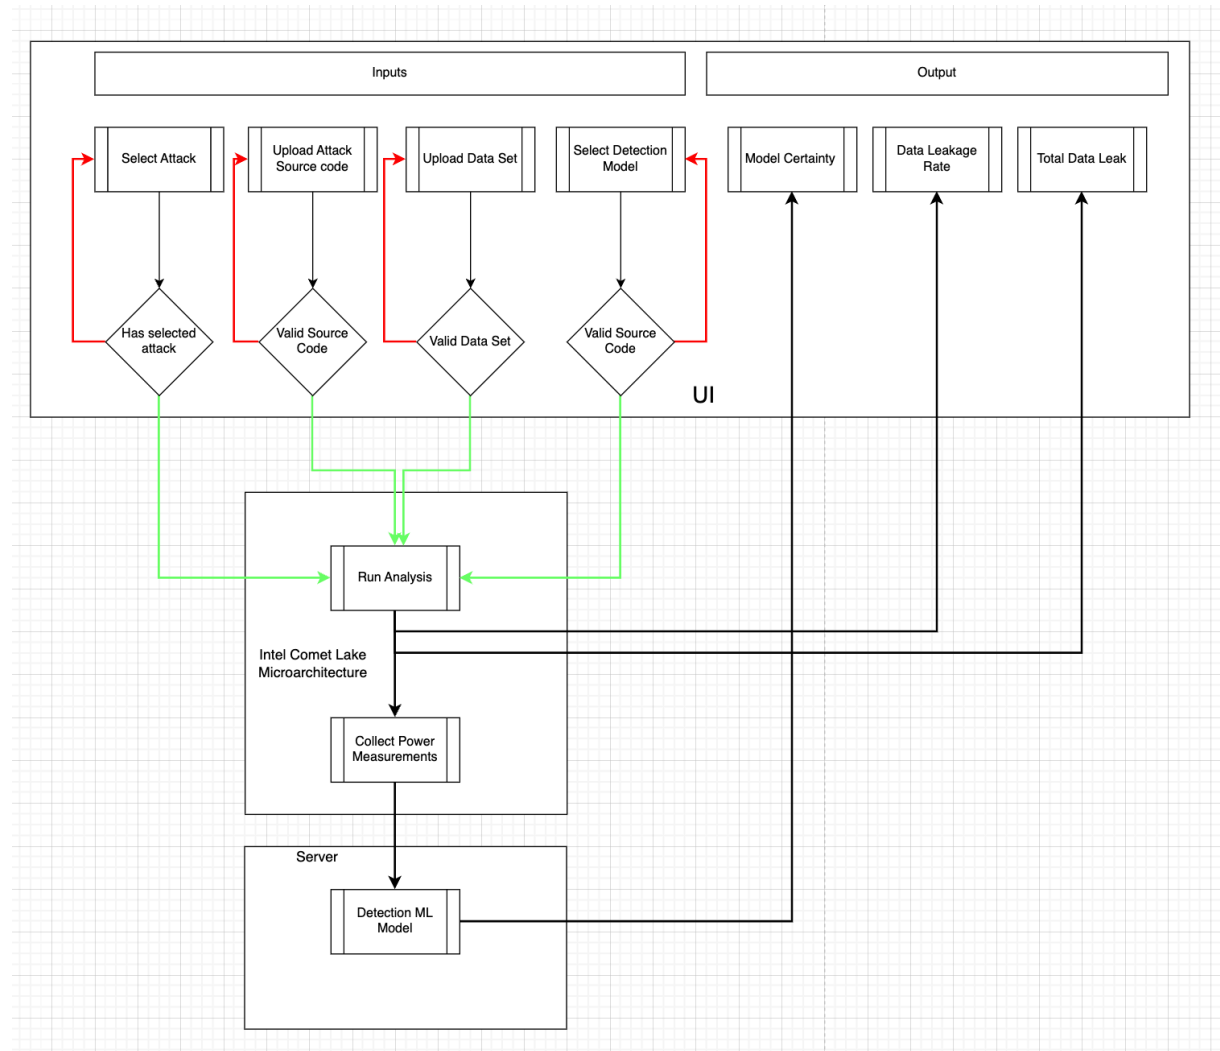 Inputs
Output
Select Attack
Upload Attack
Source code
Upload Data Set
Select Detection
Model
Model Certainty
Data Leakage
Rate
Total Data Leak
Has selected
attack
Valid Source
Code
Valid Data Set
Valid Source
Code
UI
Run Analysis
Intel Comet Lake
Microarchitecture
Collect Power
Measurements
Server
Detection ML
Model